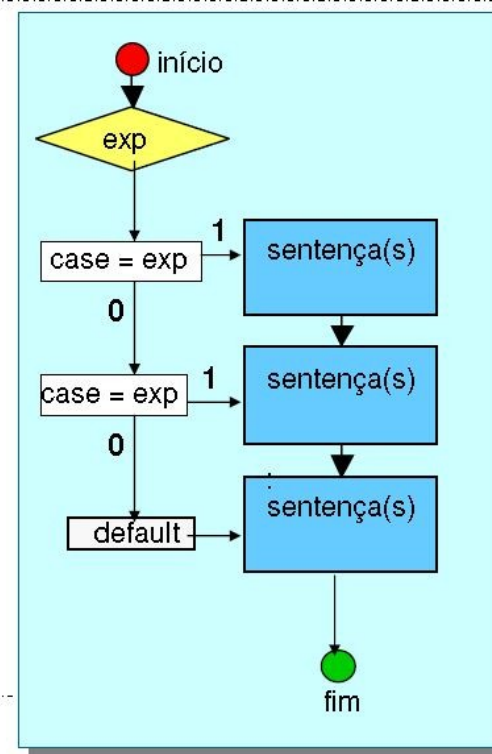 início
exp
1
case = exp
sentença(s)
0
1
case = exp
sentença(s)
0
:
sentença(s)
default
fim